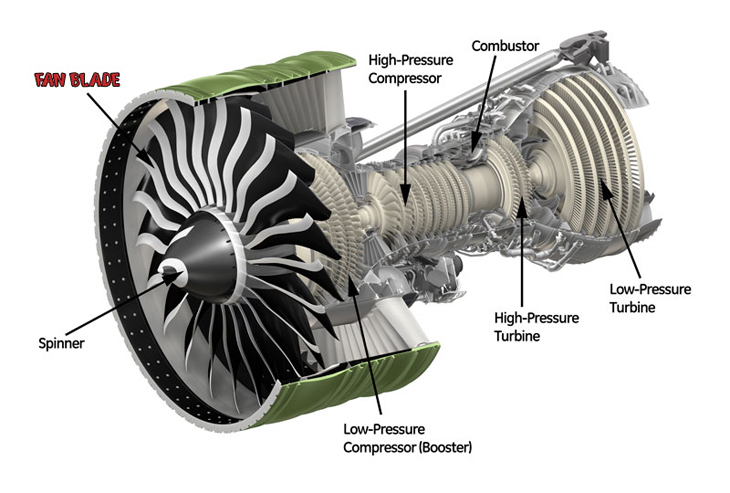 Combustor
High-Pressure
Compressor
FAN BLADE
Low-Pressure
Turbine
High-Pressure
Turbine
Spinner
Low-Pressure
Compressor (Booster)